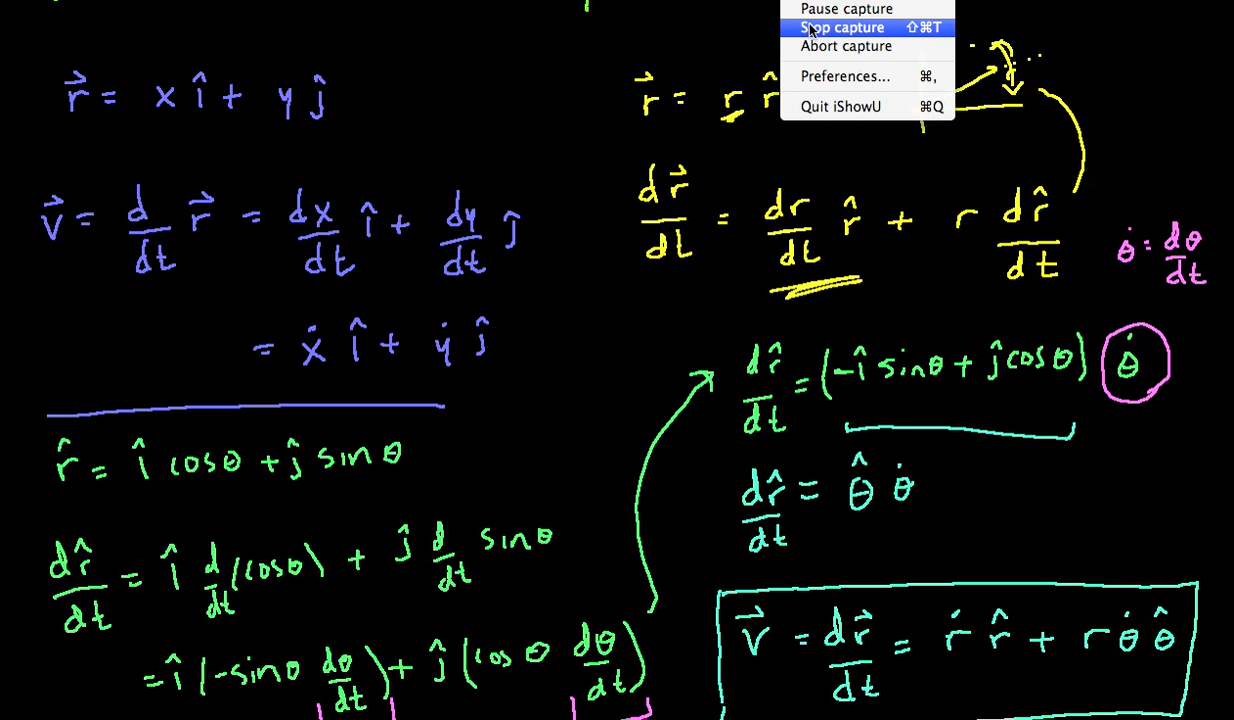 Pause capture
Stop capture ⇧⌘T
Abort capture
Preferences... ⌘,
Quit iShowU ⌘Q
r⃗ = x î + y ĵ
v⃗ = d/dt r⃗ = dx/dt î + dy/dt ĵ
= ẋ î + ẏ ĵ
r̂ = î cosθ + ĵ sinθ
dr̂/dt = î d/dt (cosθ) + ĵ d/dt sinθ
= î (-sinθ dθ/dt) + ĵ (cosθ dθ/dt)
r⃗ = r r̂
dr⃗/dt = dr/dt r̂ + r dr̂/dt
θ̇ = dθ/dt
dr̂/dt = (-î sinθ + ĵ cosθ) θ̇
dr̂/dt = θ̂ θ̇
v⃗ = dr⃗/dt = ṙ r̂ + r θ̇ θ̂